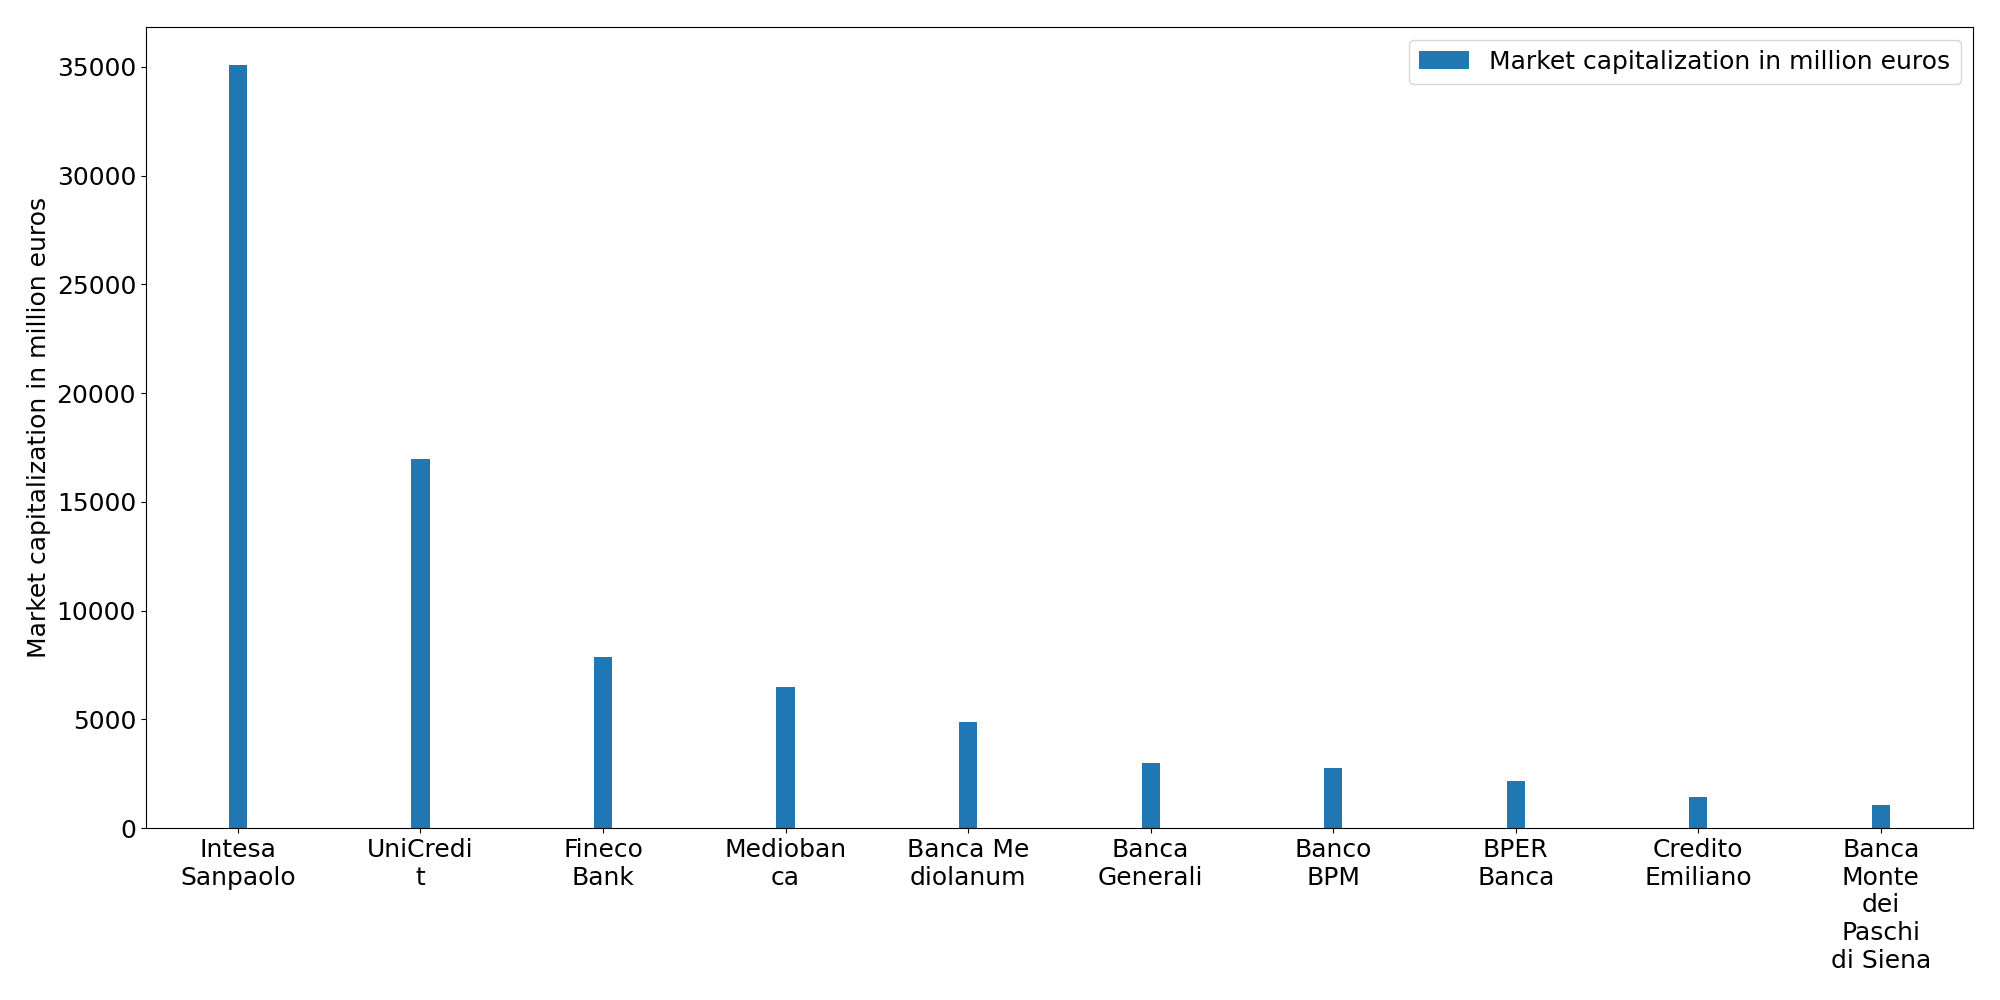 Market capitalization in million euros
Market capitalization in million euros
35000
30000
25000
20000
15000
10000
5000
0
Intesa
Sanpaolo
UniCredi
t
Fineco
Bank
Medioban
ca
Banca Me
diolanum
Banca
Generali
Banco
BPM
BPER
Banca
Credito
Emiliano
Banca
Monte
dei
Paschi
di Siena